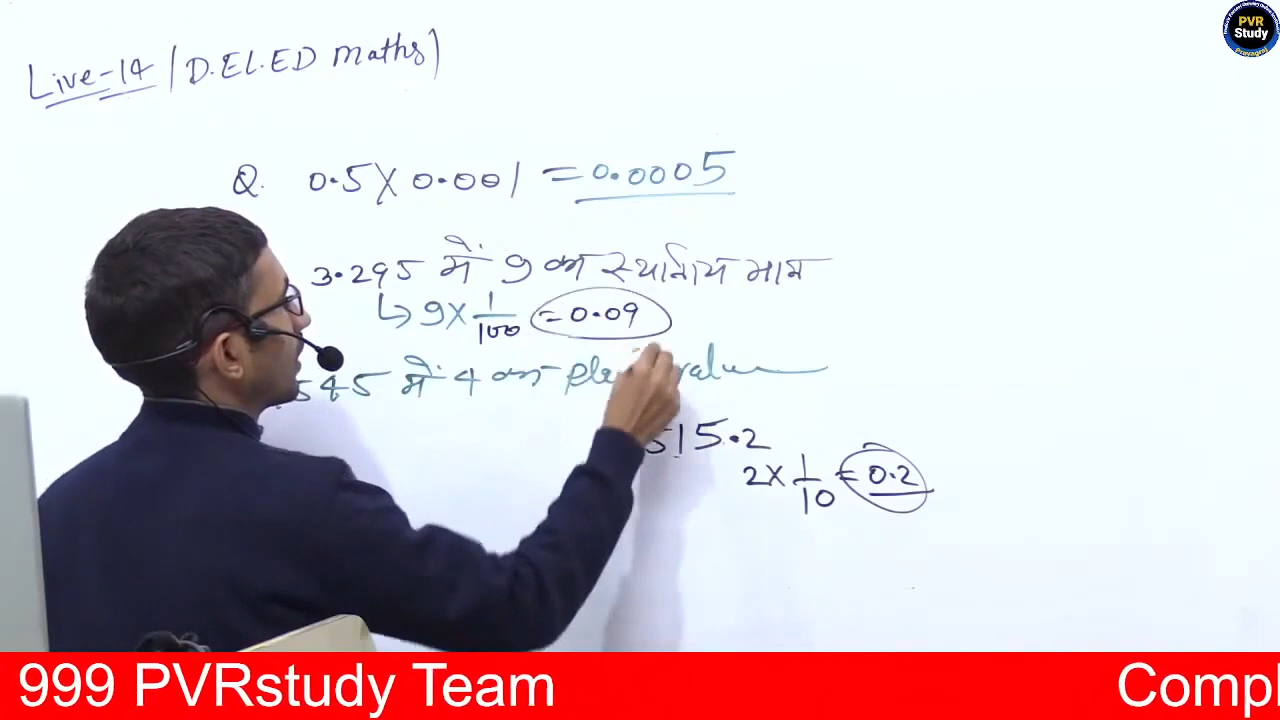 Live-14 / D.EL.ED Maths)
PVR
Study
Prayagraj
Q. 0.5 X 0.001 = 0.0005
3.295 में 9 का स्थानिय मान
↳ 9 × 1/100 = 0.09
545 में 4 का
515.2
2 × 1/10 = 0.2
999 PVRstudy Team
Compl